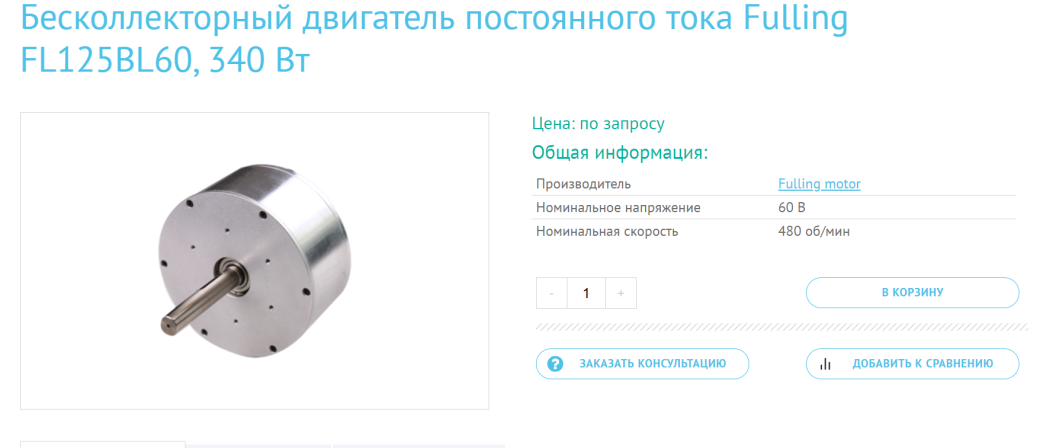 Бесколлекторный двигатель постоянного тока Fulling
FL125BL60, 340 Вт
Цена: по запросу
Общая информация:
Производитель Fulling motor
Номинальное напряжение 60 В
Номинальная скорость 480 об/мин
- 1 + В КОРЗИНУ
? ЗАКАЗАТЬ КОНСУЛЬТАЦИЮ ДОБАВИТЬ К СРАВНЕНИЮ